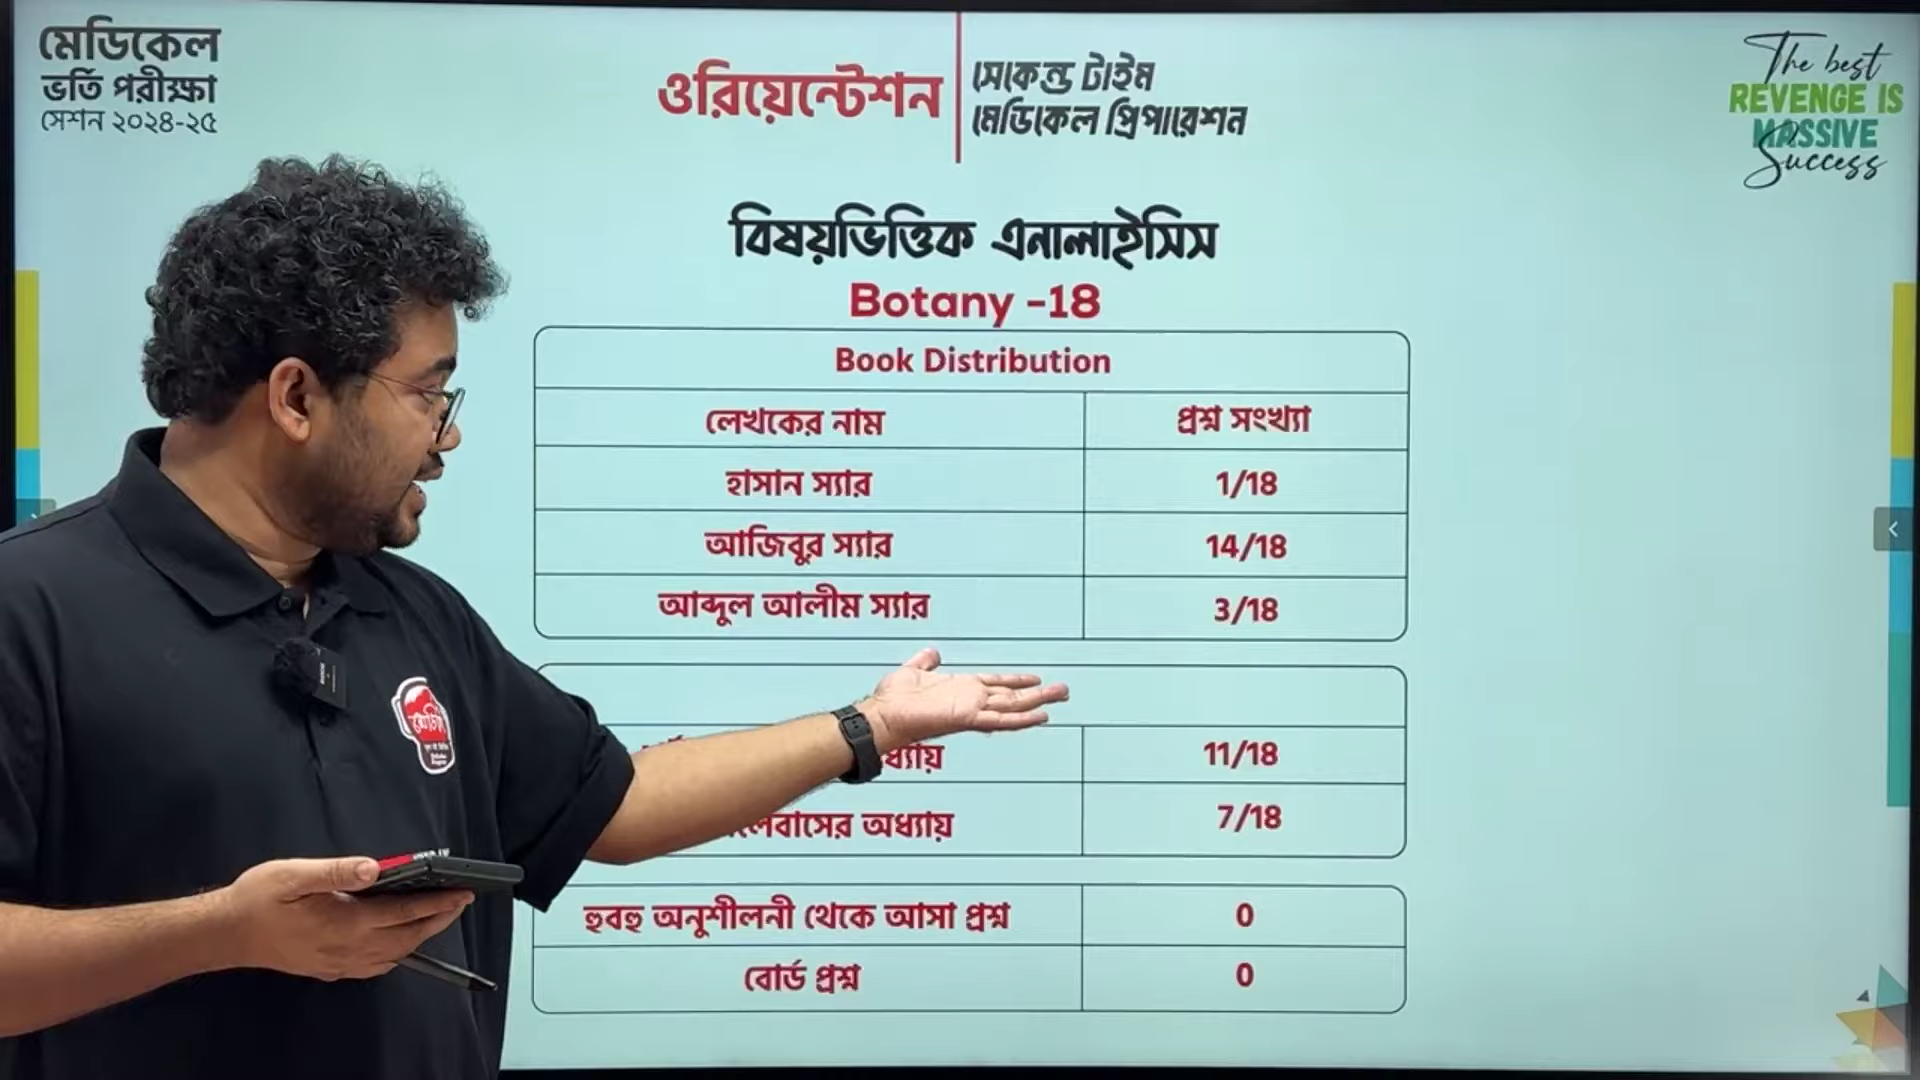 মেডিকেল
ভর্তি পরীক্ষা
সেশন ২০২৪-২৫
ওরিয়েন্টেশন
সেকেন্ড টাইম
মেডিকেল প্রিপারেশন
The best
REVENGE IS
MASSIVE
Success
বিষয়ভিত্তিক এনালাইসিস
Botany -18
Book Distribution
লেখকের নাম প্রশ্ন সংখ্যা
হাসান স্যার 1/18
আজিবুর স্যার 14/18
আব্দুল আলীম স্যার 3/18
11/18
অধ্যায় 7/18
হুবহু অনুশীলনী থেকে আসা প্রশ্ন 0
বোর্ড প্রশ্ন 0